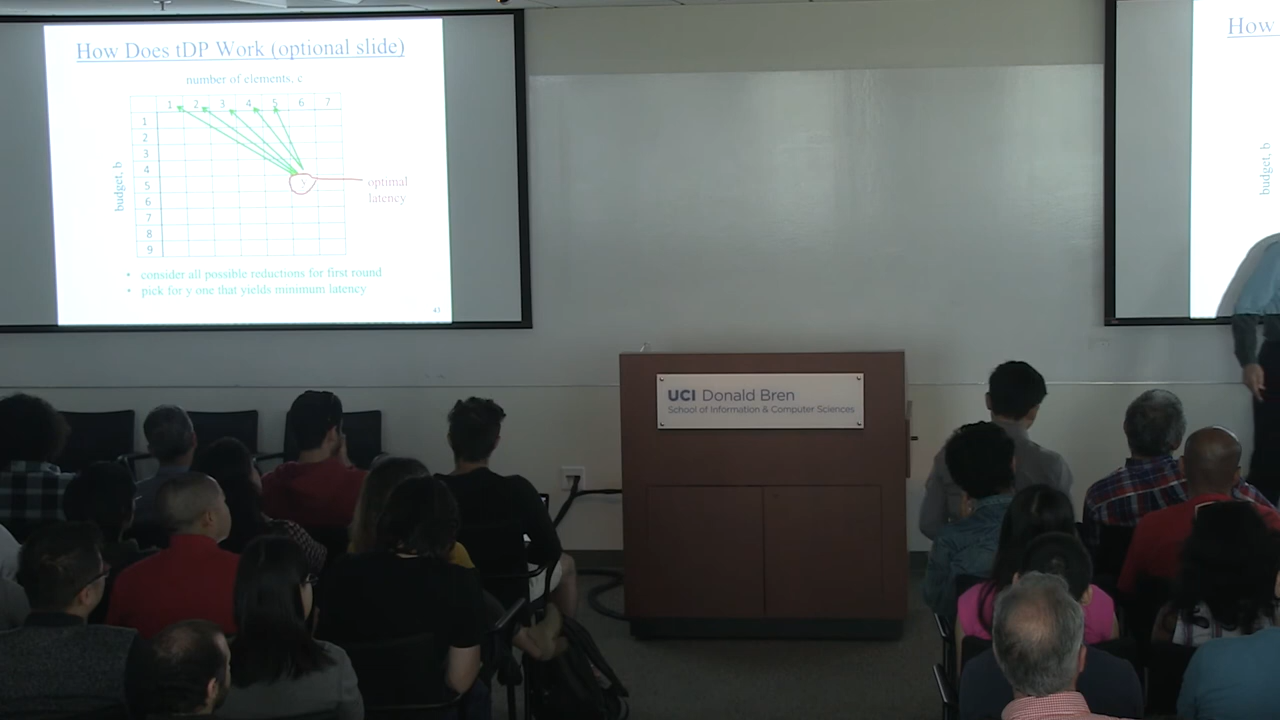 How Does tDP Work (optional slide)
number of elements, c
1 2 3 4 5 6 7
1
2
3
4
5
6
7
8
9
budget, b
optimal
latency
• consider all possible reductions for first round
• pick for y one that yields minimum latency
43
UCI Donald Bren
School of Information & Computer Sciences
How
budget, b